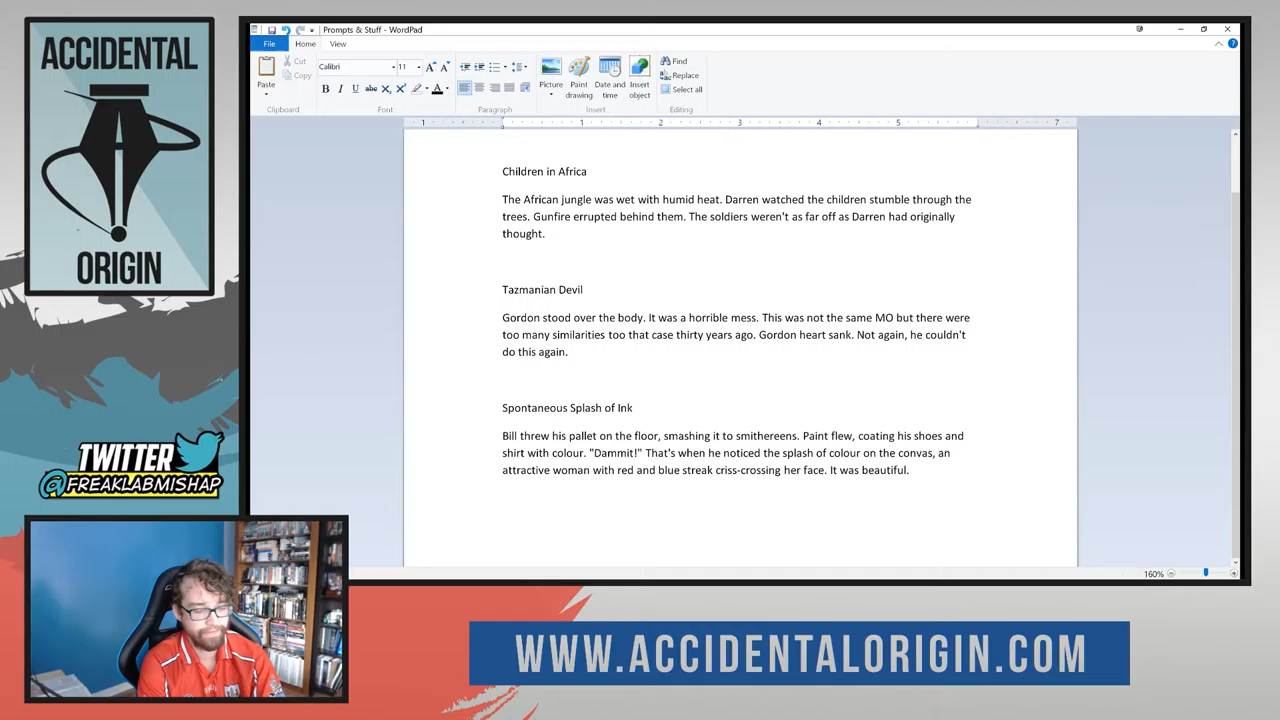 ACCIDENTAL
ORIGIN
Prompts & Stuff - WordPad
File
Home
View
Paste
Cut
Copy
Clipboard
Calibri
11
Font
Paragraph
Picture
Paint drawing
Date and time
Insert object
Insert
Find
Replace
Select all
Editing
1 1 2 3 4 5 7
Children in Africa
The African jungle was wet with humid heat. Darren watched the children stumble through the
trees. Gunfire errupted behind them. The soldiers weren't as far off as Darren had originally
thought.
Tazmanian Devil
Gordon stood over the body. It was a horrible mess. This was not the same MO but there were
too many similarities too that case thirty years ago. Gordon heart sank. Not again, he couldn't
do this again.
Spontaneous Splash of Ink
Bill threw his pallet on the floor, smashing it to smithereens. Paint flew, coating his shoes and
shirt with colour. "Dammit!" That's when he noticed the splash of colour on the convas, an
attractive woman with red and blue streak criss-crossing her face. It was beautiful.
160%
TWITTER
@FREAKLABMISHAP
WWW.ACCIDENTALORIGIN.COM